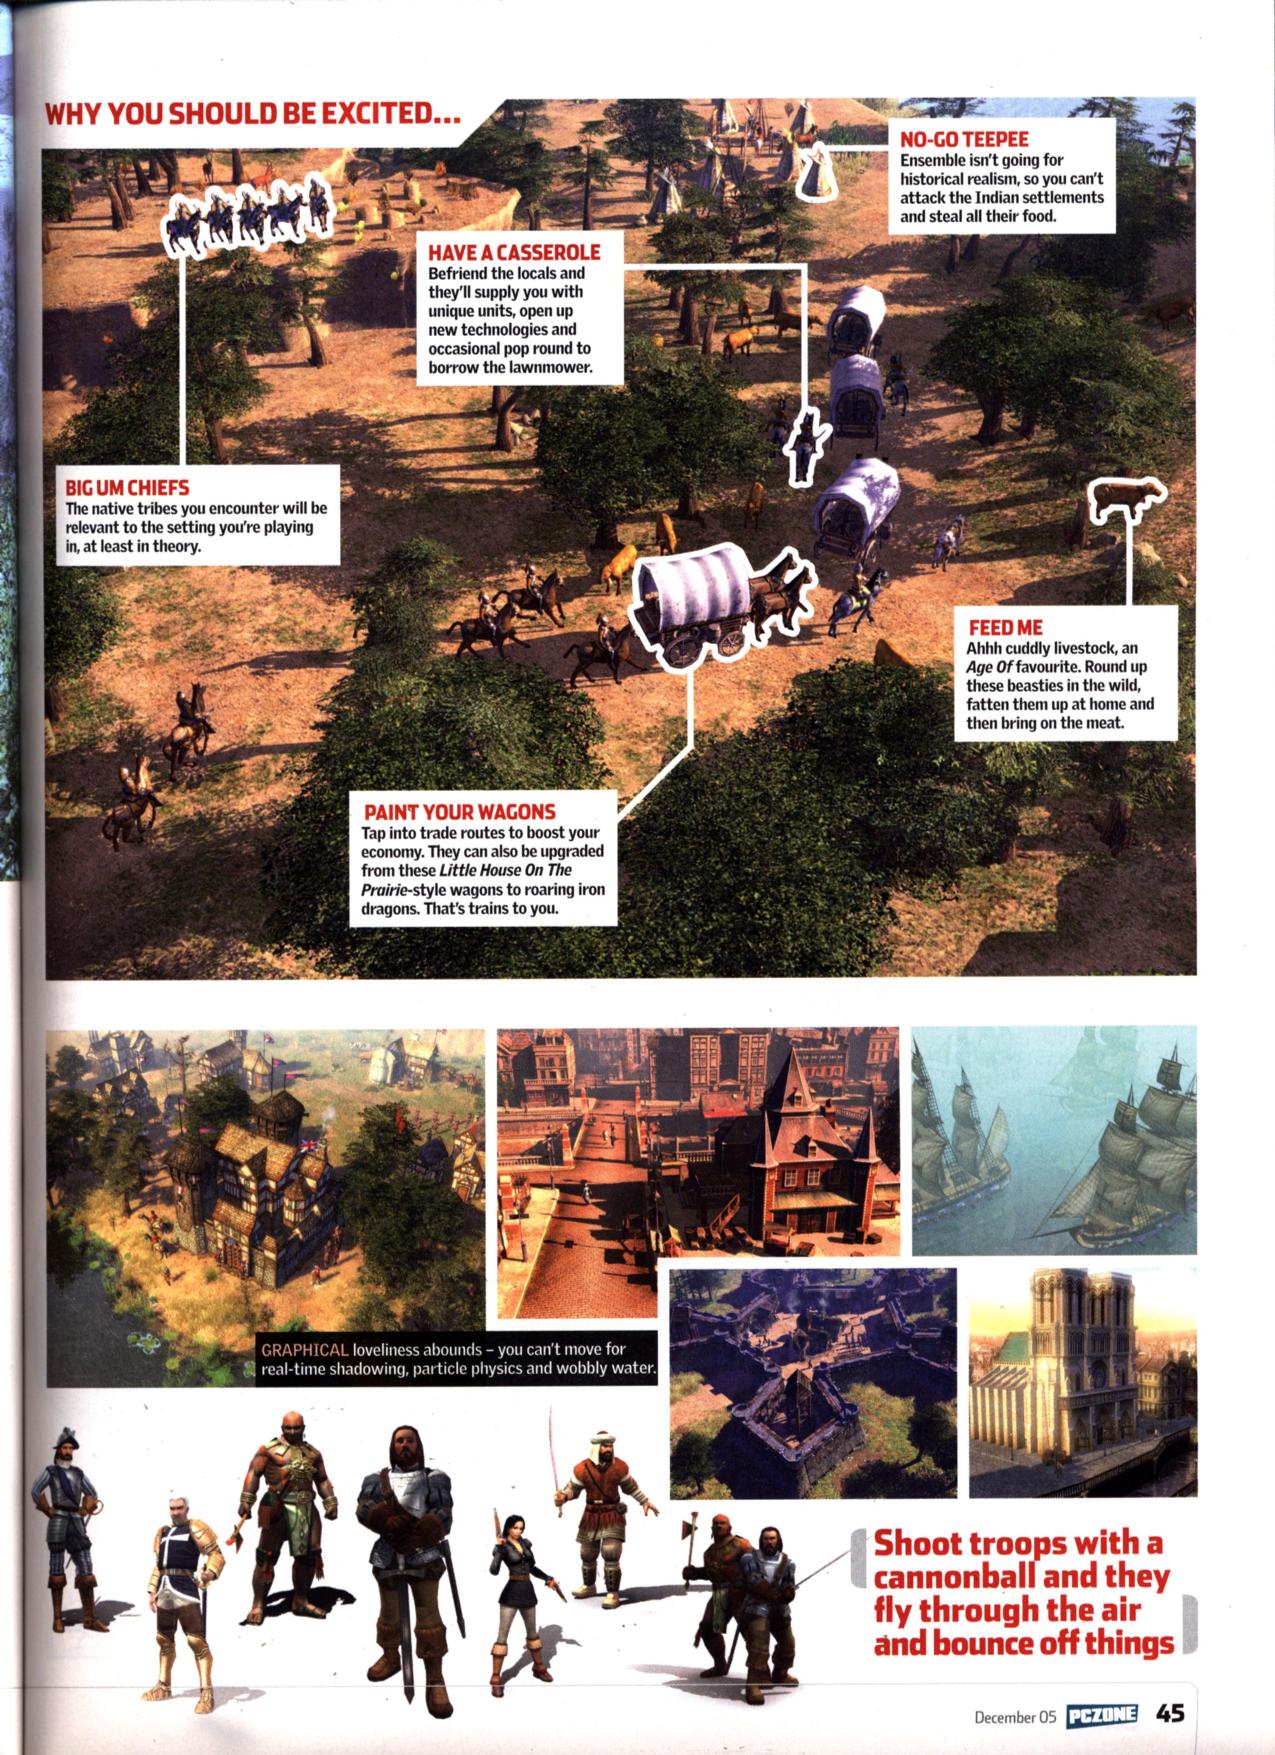 WHY YOU SHOULD BE EXCITED...
NO-GO TEEPEE
Ensemble isn't going for
historical realism, so you can't
attack the Indian settlements
and steal all their food.
HAVE A CASSEROLE
Befriend the locals and
they'll supply you with
unique units, open up
new technologies and
occasional pop round to
borrow the lawnmower.
BIG UM CHIEFS
The native tribes you encounter will be
relevant to the setting you're playing
in, at least in theory.
FEED ME
Ahhh cuddly livestock, an
Age Of favourite. Round up
these beasties in the wild,
fatten them up at home and
then bring on the meat.
PAINT YOUR WAGONS
Tap into trade routes to boost your
economy. They can also be upgraded
from these Little House On The
Prairie-style wagons to roaring iron
dragons. That's trains to you.
GRAPHICAL loveliness abounds – you can't move for
real-time shadowing, particle physics and wobbly water.
Shoot troops with a
cannonball and they
fly through the air
and bounce off things
December 05 PCZONE 45